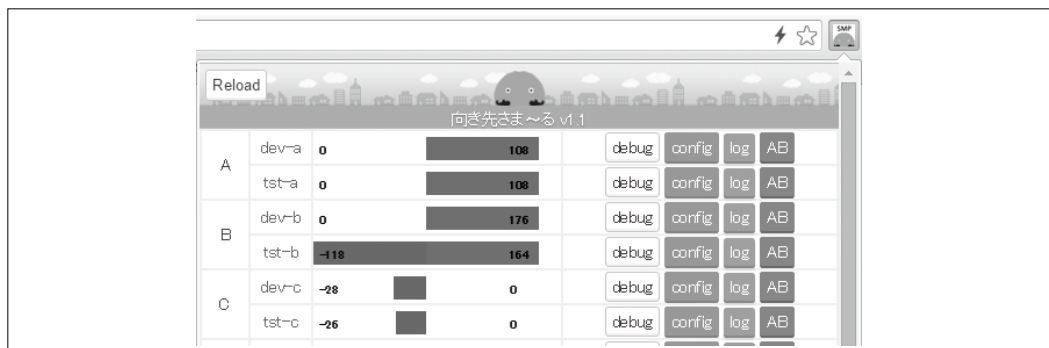 SMP
Reload
向き先さま～る v1.1
A
dev-a 0 108 debug config log AB
tst-a 0 108 debug config log AB
B
dev-b 0 176 debug config log AB
tst-b -118 164 debug config log AB
C
dev-c -28 0 debug config log AB
tst-c -26 0 debug config log AB